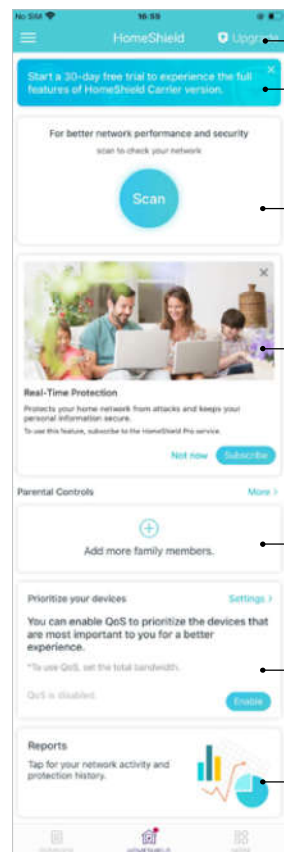 No SIM
16:59
HomeShield
Upgrade
Start a 30-day free trial to experience the full
features of HomeShield Carrier version.
For better network performance and security
scan to check your network
Scan
Real-Time Protection
Protects your home network from attacks and keeps your
personal information secure.
To use this feature, subscribe to the HomeShield Pro service.
Not now
Subscribe
Parental Controls
More >
Add more family members.
Prioritize your devices
Settings >
You can enable QoS to prioritize the devices that
are most important to you for a better
experience.
*To use QoS, set the total bandwidth.
QoS is disabled.
Enable
Reports
Tap for your network activity and
protection history.
HOMESHIELD
MORE